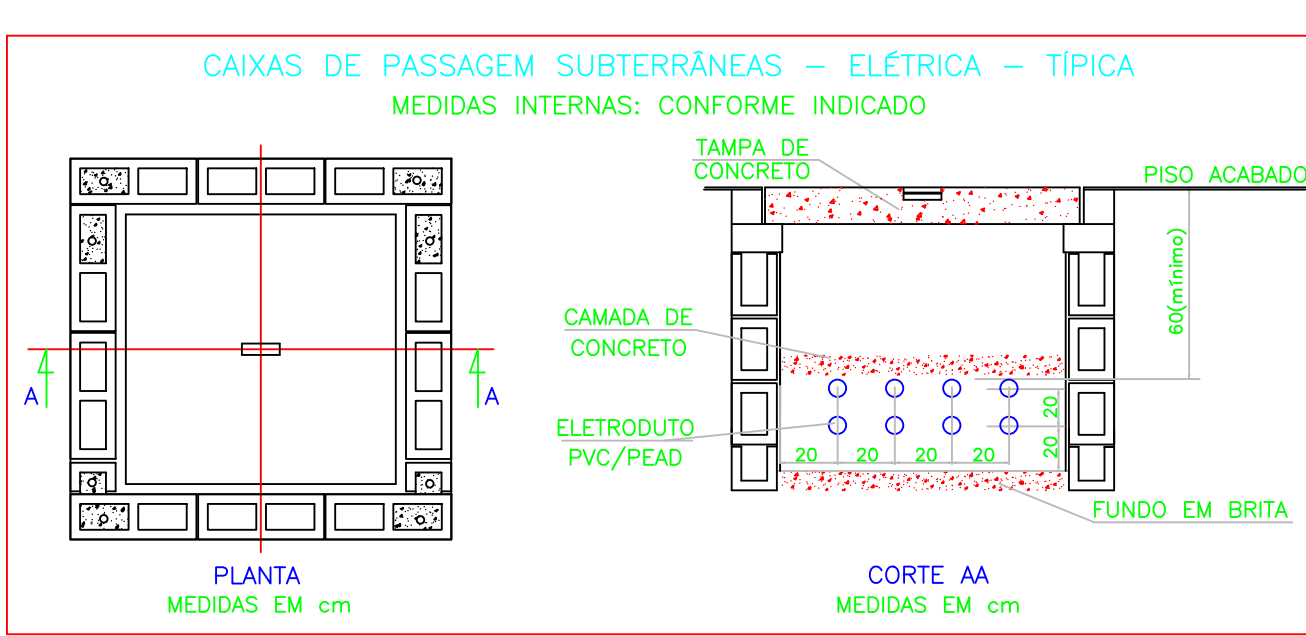 CAIXAS DE PASSAGEM SUBTERRÂNEAS – ELÉTRICA – TÍPICA
MEDIDAS INTERNAS: CONFORME INDICADO
A
A
PLANTA
MEDIDAS EM cm
TAMPA DE
CONCRETO
PISO ACABADO
60(mínimo)
CAMADA DE
CONCRETO
ELETRODUTO
PVC/PEAD
20
20
20
20
20
20
FUNDO EM BRITA
CORTE AA
MEDIDAS EM cm